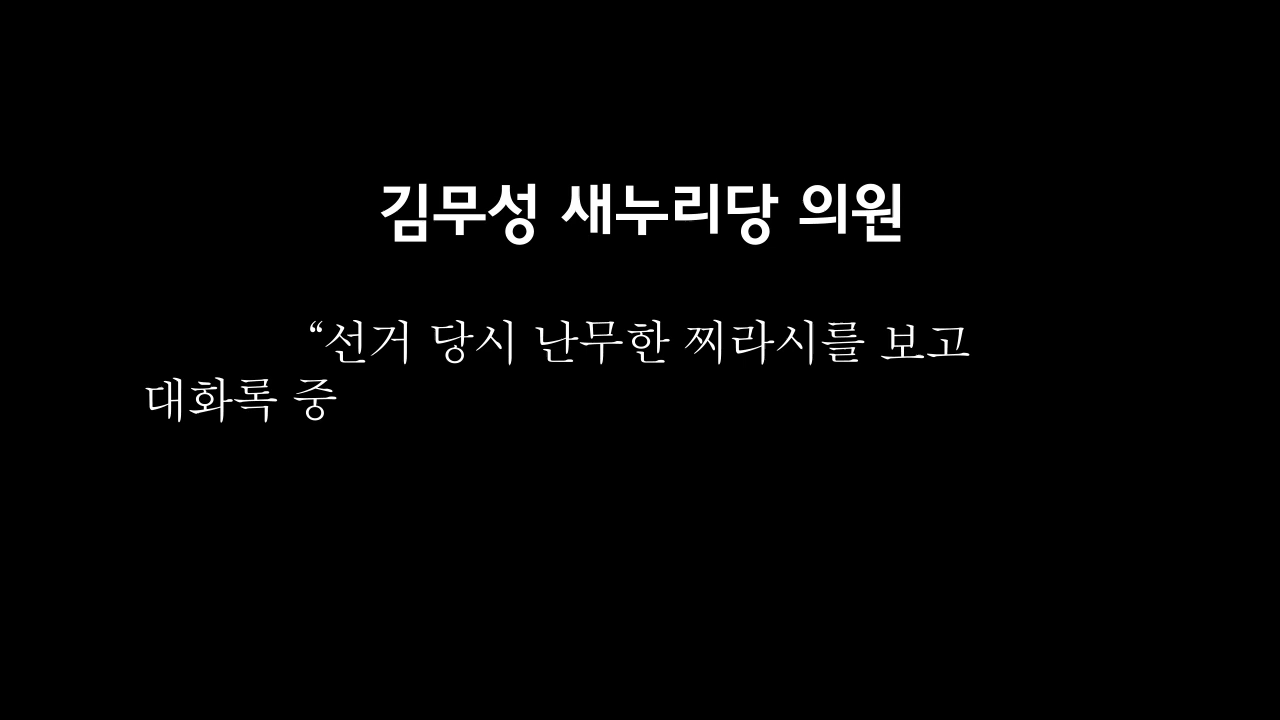 김무성 새누리당 의원
“선거 당시 난무한 찌라시를 보고
대화록 중